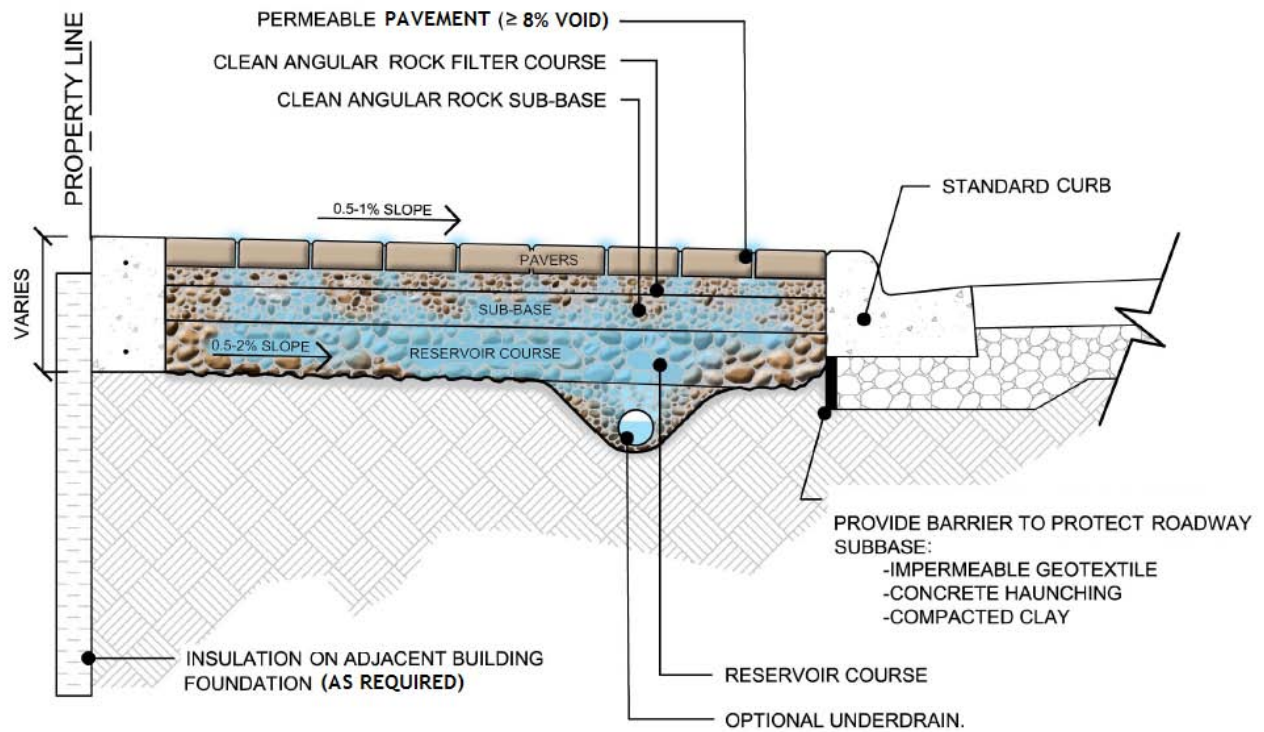 PERMEABLE PAVEMENT (≥ 8% VOID)
CLEAN ANGULAR ROCK FILTER COURSE
CLEAN ANGULAR ROCK SUB-BASE
PROPERTY LINE
STANDARD CURB
0.5-1% SLOPE
PAVERS
VARIES
SUB-BASE
0.5-2% SLOPE
RESERVOIR COURSE
PROVIDE BARRIER TO PROTECT ROADWAY
SUBBASE:
-IMPERMEABLE GEOTEXTILE
-CONCRETE HAUNCHING
-COMPACTED CLAY
INSULATION ON ADJACENT BUILDING
FOUNDATION (AS REQUIRED)
RESERVOIR COURSE
OPTIONAL UNDERDRAIN.